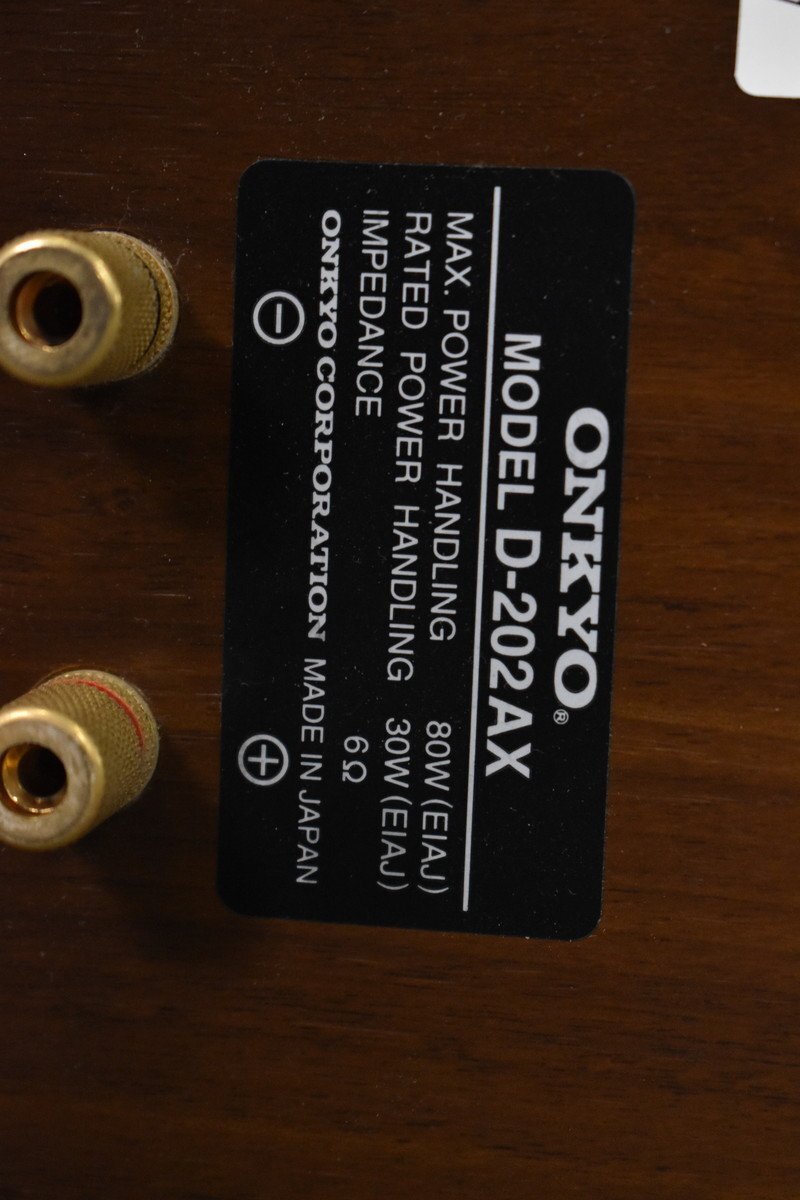 ONKYO®
MODEL D-202AX
MAX. POWER HANDLING 80W (EIAJ)
RATED POWER HANDLING 30W (EIAJ)
IMPEDANCE 6Ω
ONKYO CORPORATION MADE IN JAPAN
⊖ ⊕